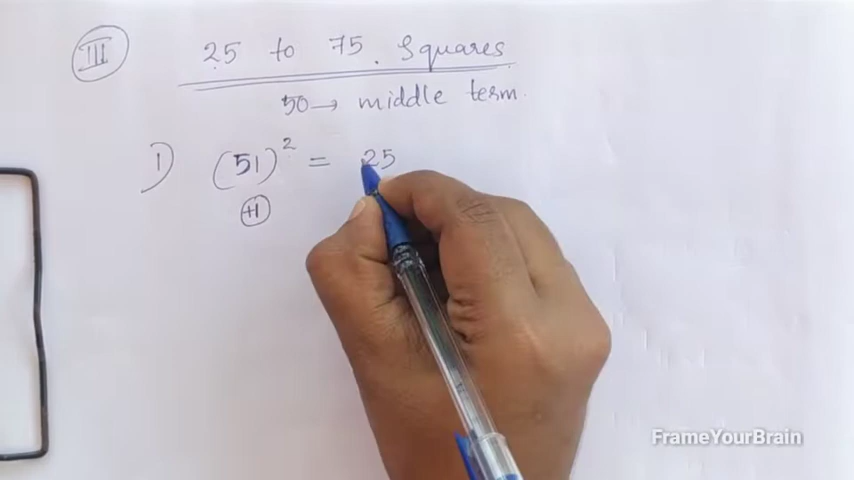 III 25 to 75. Squares
50→ middle term.
1) (51)² = 25
+1
FrameYourBrain